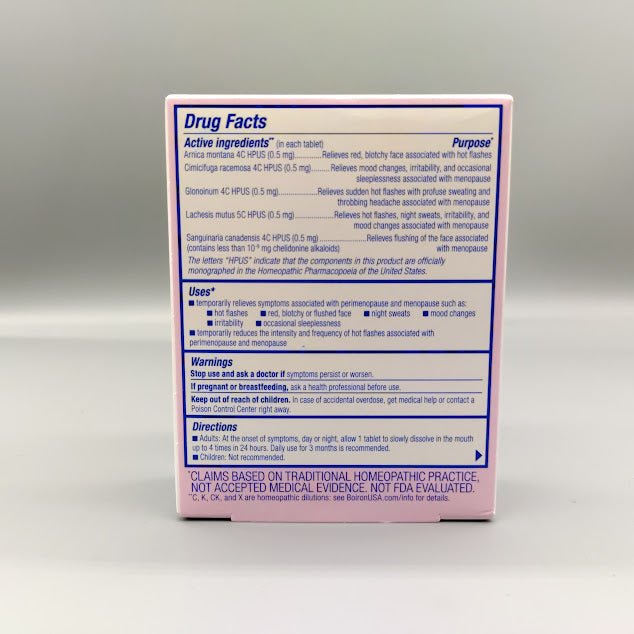 Drug Facts
Active ingredients** (in each tablet) Purpose*
Arnica montana 4C HPUS (0.5 mg).............Relieves red, blotchy face associated with hot flashes
Cimicifuga racemosa 4C HPUS (0.5 mg).........Relieves mood changes, irritability, and occasional
sleeplessness associated with menopause
Glonoinum 4C HPUS (0.5 mg)..............Relieves sudden hot flashes with profuse sweating and
throbbing headache associated with menopause
Lachesis mutus 5C HPUS (0.5 mg)..............Relieves hot flashes, night sweats, irritability, and
mood changes associated with menopause
Sanguinaria canadensis 4C HPUS (0.5 mg)................Relieves flushing of the face associated
(contains less than 10⁻⁹ mg chelidonine alkaloids) with menopause
The letters "HPUS" indicate that the components in this product are officially
monographed in the Homeopathic Pharmacopoeia of the United States.
Uses*
■ temporarily relieves symptoms associated with perimenopause and menopause such as:
■ hot flashes ■ red, blotchy or flushed face ■ night sweats ■ mood changes
■ irritability ■ occasional sleeplessness
■ temporarily reduces the intensity and frequency of hot flashes associated with
perimenopause and menopause
Warnings
Stop use and ask a doctor if symptoms persist or worsen.
If pregnant or breastfeeding, ask a health professional before use.
Keep out of reach of children. In case of accidental overdose, get medical help or contact a
Poison Control Center right away.
Directions
■ Adults: At the onset of symptoms, day or night, allow 1 tablet to slowly dissolve in the mouth
up to 4 times in 24 hours. Daily use for 3 months is recommended.
■ Children: Not recommended.
*CLAIMS BASED ON TRADITIONAL HOMEOPATHIC PRACTICE,
NOT ACCEPTED MEDICAL EVIDENCE. NOT FDA EVALUATED.
**C, K, CK, and X are homeopathic dilutions: see BoironUSA.com/info for details.